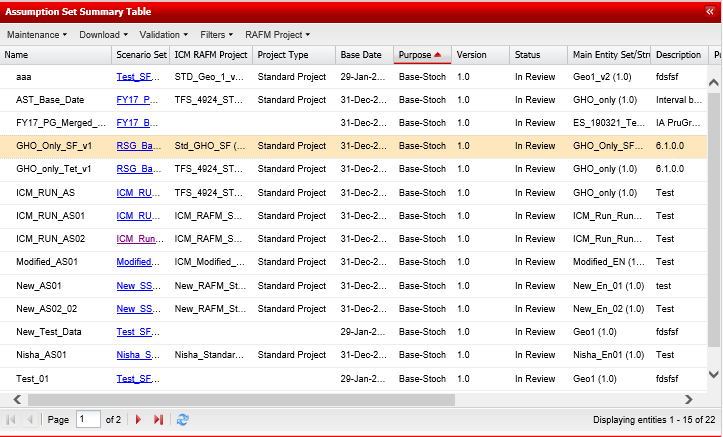 Assumption Set Summary Table «
Maintenance Download Validation Filters RAFM Project
Name Scenario Set ICM RAFM Project Project Type Base Date Purpose Version Status Main Entity Set/Str Description
aaa Test_SF... STD_Geo_1_v... Standard Project 29-Jan-2... Base-Stoch 1.0 In Review Geo1_v2 (1.0) fdsfsf
AST_Base_Date FY17_P... TFS_4924_ST... Standard Project 31-Dec-2... Base-Stoch 1.0 In Review GHO_only (1.0) Interval b...
FY17_PG_Merged_... FY17_B... 31-Dec-2... Base-Stoch 1.0 In Review ES_190321_Te... IA PruGr...
GHO_Only_SF_v1 RSG_Ba... Std_GHO_SF (... Standard Project 31-Dec-2... Base-Stoch 1.0 In Review GHO_Only_SF... 6.1.0.0
GHO_only_Tet_v1 RSG_Ba... TFS_4924_ST... Standard Project 31-Dec-2... Base-Stoch 1.0 In Review GHO_only (1.0) 6.1.0.0
ICM_RUN_AS ICM_RU... TFS_4924_ST... Standard Project 31-Dec-2... Base-Stoch 1.0 In Review GHO_only (1.0) Test
ICM_RUN_AS01 ICM_RU... ICM_RAFM_S... Standard Project 31-Dec-2... Base-Stoch 1.0 In Review ICM_Run_Run... Test
ICM_RUN_AS02 ICM_Run... ICM_RAFM_S... Standard Project 31-Dec-2... Base-Stoch 1.0 In Review ICM_Run_Run... Test
Modified_AS01 Modified... ICM_Modified_... Standard Project 31-Dec-2... Base-Stoch 1.0 In Review Modified_EN (1... Test
New_AS01 New_SS... New_RAFM_St... Standard Project 31-Dec-2... Base-Stoch 1.0 In Review New_En_01 (1.0) test
New_AS02_02 New_SS... New_RAFM_St... Standard Project 31-Dec-2... Base-Stoch 1.0 In Review New_En_02 (1.0) Test
New_Test_Data Test_SF... 29-Jan-2... Base-Stoch 1.0 In Review Geo1 (1.0) fdsfsf
Nisha_AS01 Nisha_S... Nisha_Standar... Standard Project 31-Dec-2... Base-Stoch 1.0 In Review Nisha_En01 (1.0) Test
Test_01 Test_SF... 29-Jan-2... Base-Stoch 1.0 In Review Geo1 (1.0) fdsfsf
Page 1 of 2 Displaying entities 1 - 15 of 22